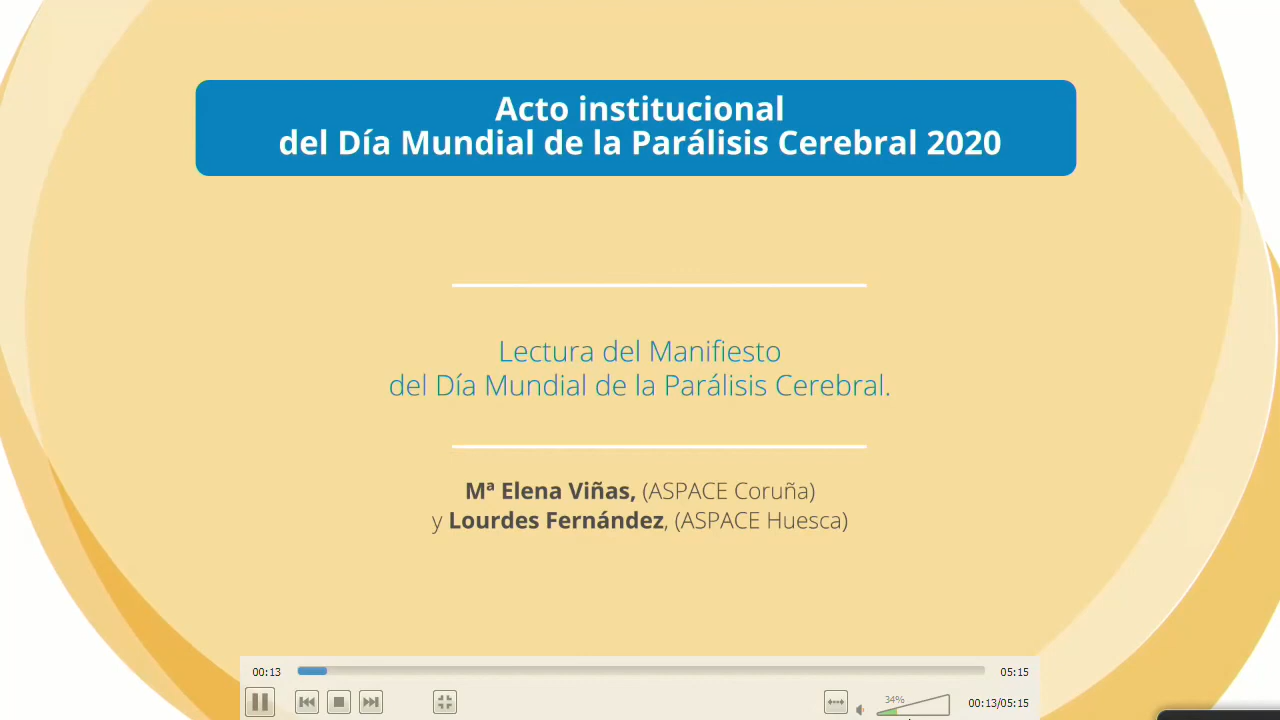 Acto institucional
del Día Mundial de la Parálisis Cerebral 2020
Lectura del Manifiesto
del Día Mundial de la Parálisis Cerebral.
Mª Elena Viñas, (ASPACE Coruña)
y Lourdes Fernández, (ASPACE Huesca)
00:13 05:15
34% 00:13/05:15